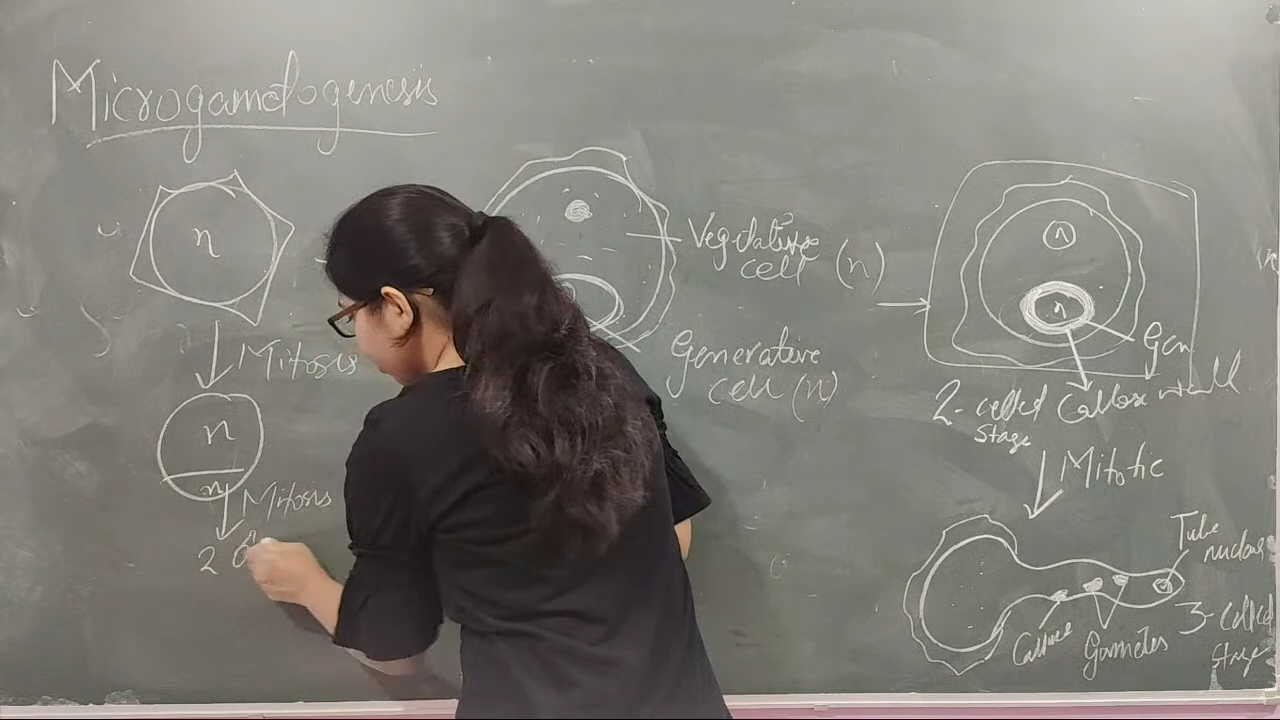 Microgametogenesis
n
Mitosis
n
n
Mitosis
2 ♂
Vegetative
cell (n)
Generative
cell (n)
n
n
Gen
2-celled Callose wall
stage
Mitotic
Tube
nucleus
Callose
Gametes
3-celled
stage